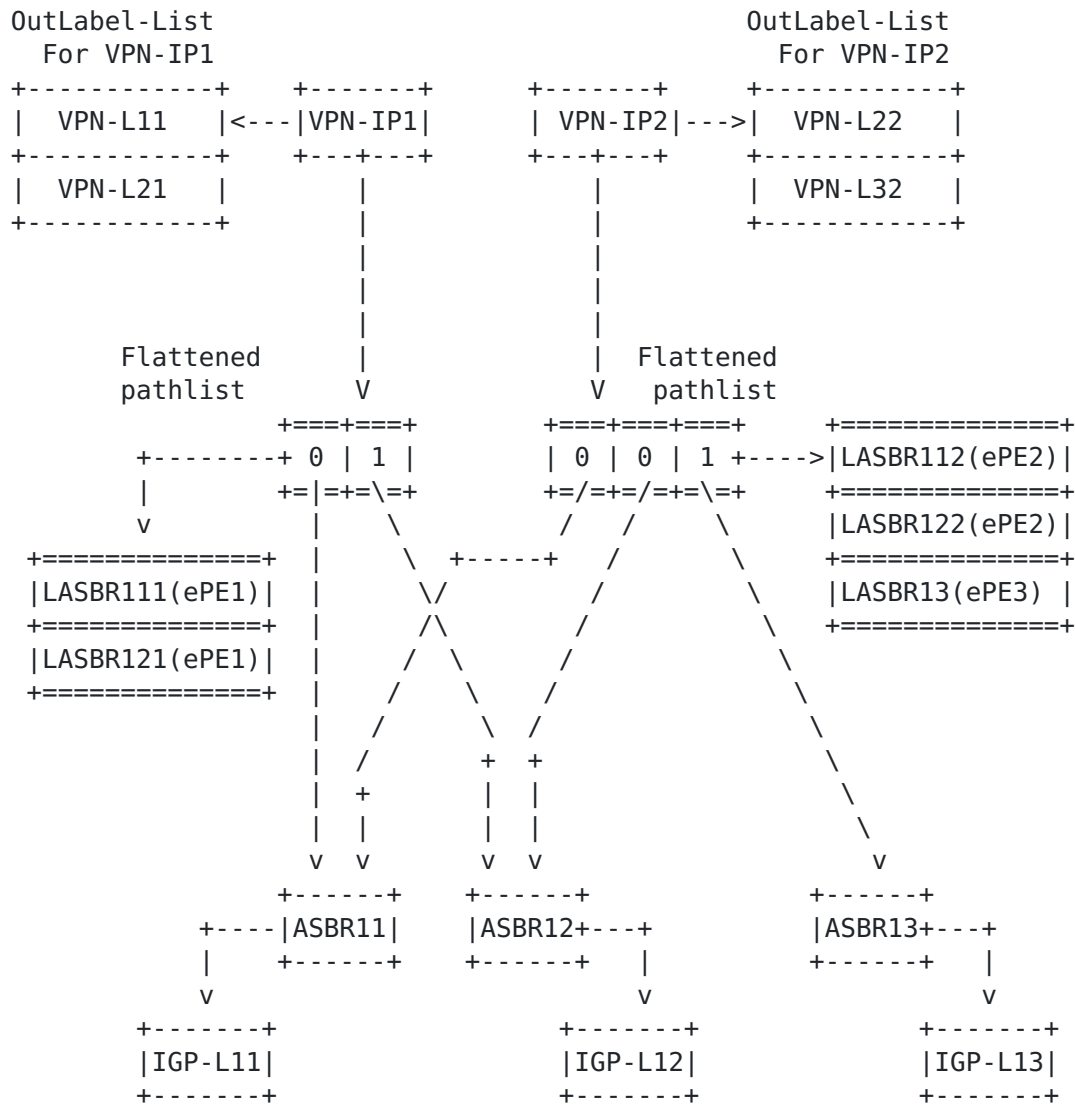 OutLabel-List                                  OutLabel-List
  For VPN-IP1                                    For VPN-IP2
+------------+    +-------+      +-------+     +------------+
|  VPN-L11   |<---|VPN-IP1|      | VPN-IP2|--->|  VPN-L22   |
+------------+    +---+---+      +---+---+     +------------+
|  VPN-L21   |        |              |         |  VPN-L32   |
+------------+        |              |         +------------+
                      |              |
                      |              |
                      |              |
       Flattened      |              |  Flattened
       pathlist       V              V   pathlist
                 +===+===+        +===+===+===+     +==============+
        +--------+ 0 | 1 |        | 0 | 0 | 1 +---->|LASBR112(ePE2)|
        |        +=|=+=\=+        +=/=+=/=+=\=+     +==============+
        v          |    \          /   /     \      |LASBR122(ePE2)|
 +==============+  |     \  +-----+   /       \     +==============+
 |LASBR111(ePE1)|  |      \/         /         \    |LASBR13(ePE3) |
 +==============+  |      /\        /           \   +==============+
 |LASBR121(ePE1)|  |     /  \      /             \
 +==============+  |    /    \    /               \
                   |   /      \  /                 \
                   |  /       +  +                  \
                   |  +       |  |                   \
                   |  |       |  |                    \
                   v  v       v  v                     v
                 +------+    +------+              +------+
            +----|ASBR11|    |ASBR12+---+          |ASBR13+---+
            |    +------+    +------+   |          +------+   |
            v                           v                     v
        +-------+                  +-------+              +-------+
        |IGP-L11|                  |IGP-L12|              |IGP-L13|
        +-------+                  +-------+              +-------+